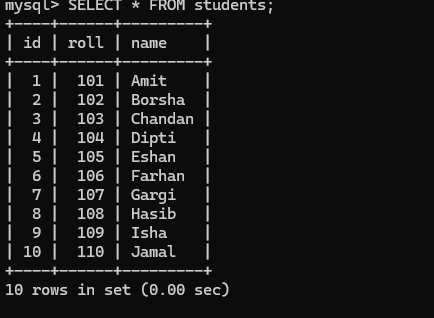 mysql> SELECT * FROM students;
+----+------+---------+
| id | roll | name    |
+----+------+---------+
|  1 |  101 | Amit    |
|  2 |  102 | Borsha  |
|  3 |  103 | Chandan |
|  4 |  104 | Dipti   |
|  5 |  105 | Eshan   |
|  6 |  106 | Farhan  |
|  7 |  107 | Gargi   |
|  8 |  108 | Hasib   |
|  9 |  109 | Isha    |
| 10 |  110 | Jamal   |
+----+------+---------+
10 rows in set (0.00 sec)